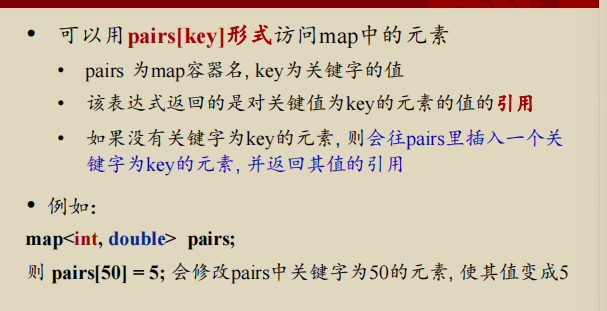 • 可以用pairs[key]形式访问map中的元素
• pairs 为map容器名, key为关键字的值
• 该表达式返回的是对关键值为key的元素的值的引用
• 如果没有关键字为key的元素, 则会往pairs里插入一个关
键字为key的元素, 并返回其值的引用
• 例如:
map<int, double> pairs;
则 pairs[50] = 5; 会修改pairs中关键字为50的元素, 使其值变成5